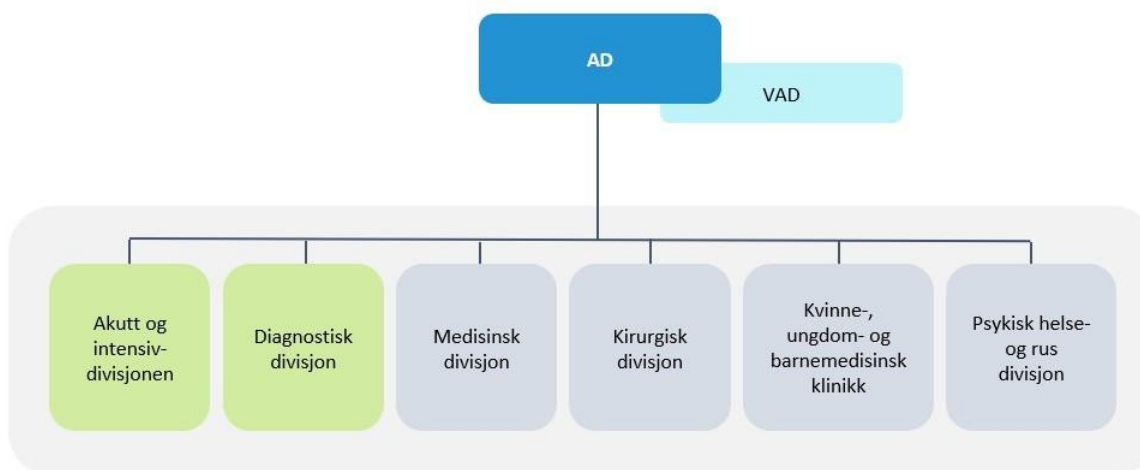 AD
VAD
Akutt og
intensiv-
divisjonen
Diagnostisk
divisjon
Medisinsk
divisjon
Kirurgisk
divisjon
Kvinne-,
ungdom- og
barnemedisinsk
klinikk
Psykisk helse-
og rus
divisjon